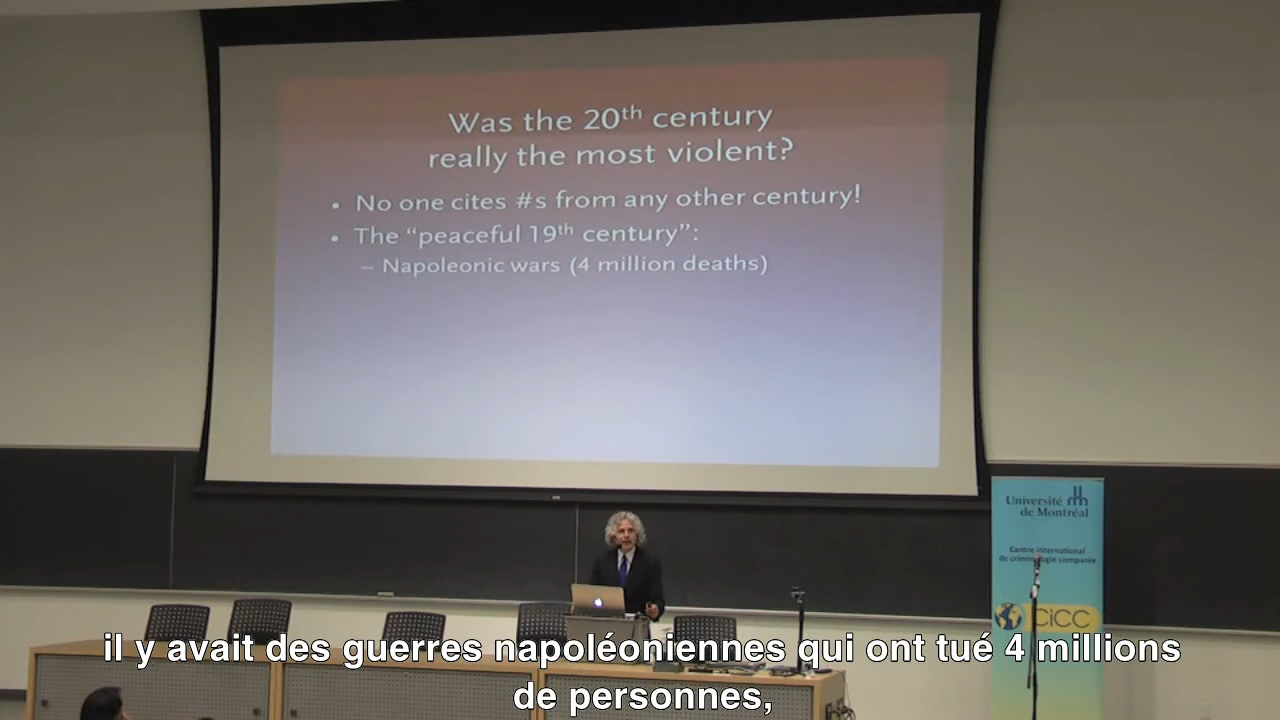 Was the 20th century
really the most violent?
• No one cites #s from any other century!
• The “peaceful 19th century”:
– Napoleonic wars (4 million deaths)
Université
de Montréal
Centre international
de criminologie comparée
CiCC
il y avait des guerres napoléoniennes qui ont tué 4 millions
de personnes,